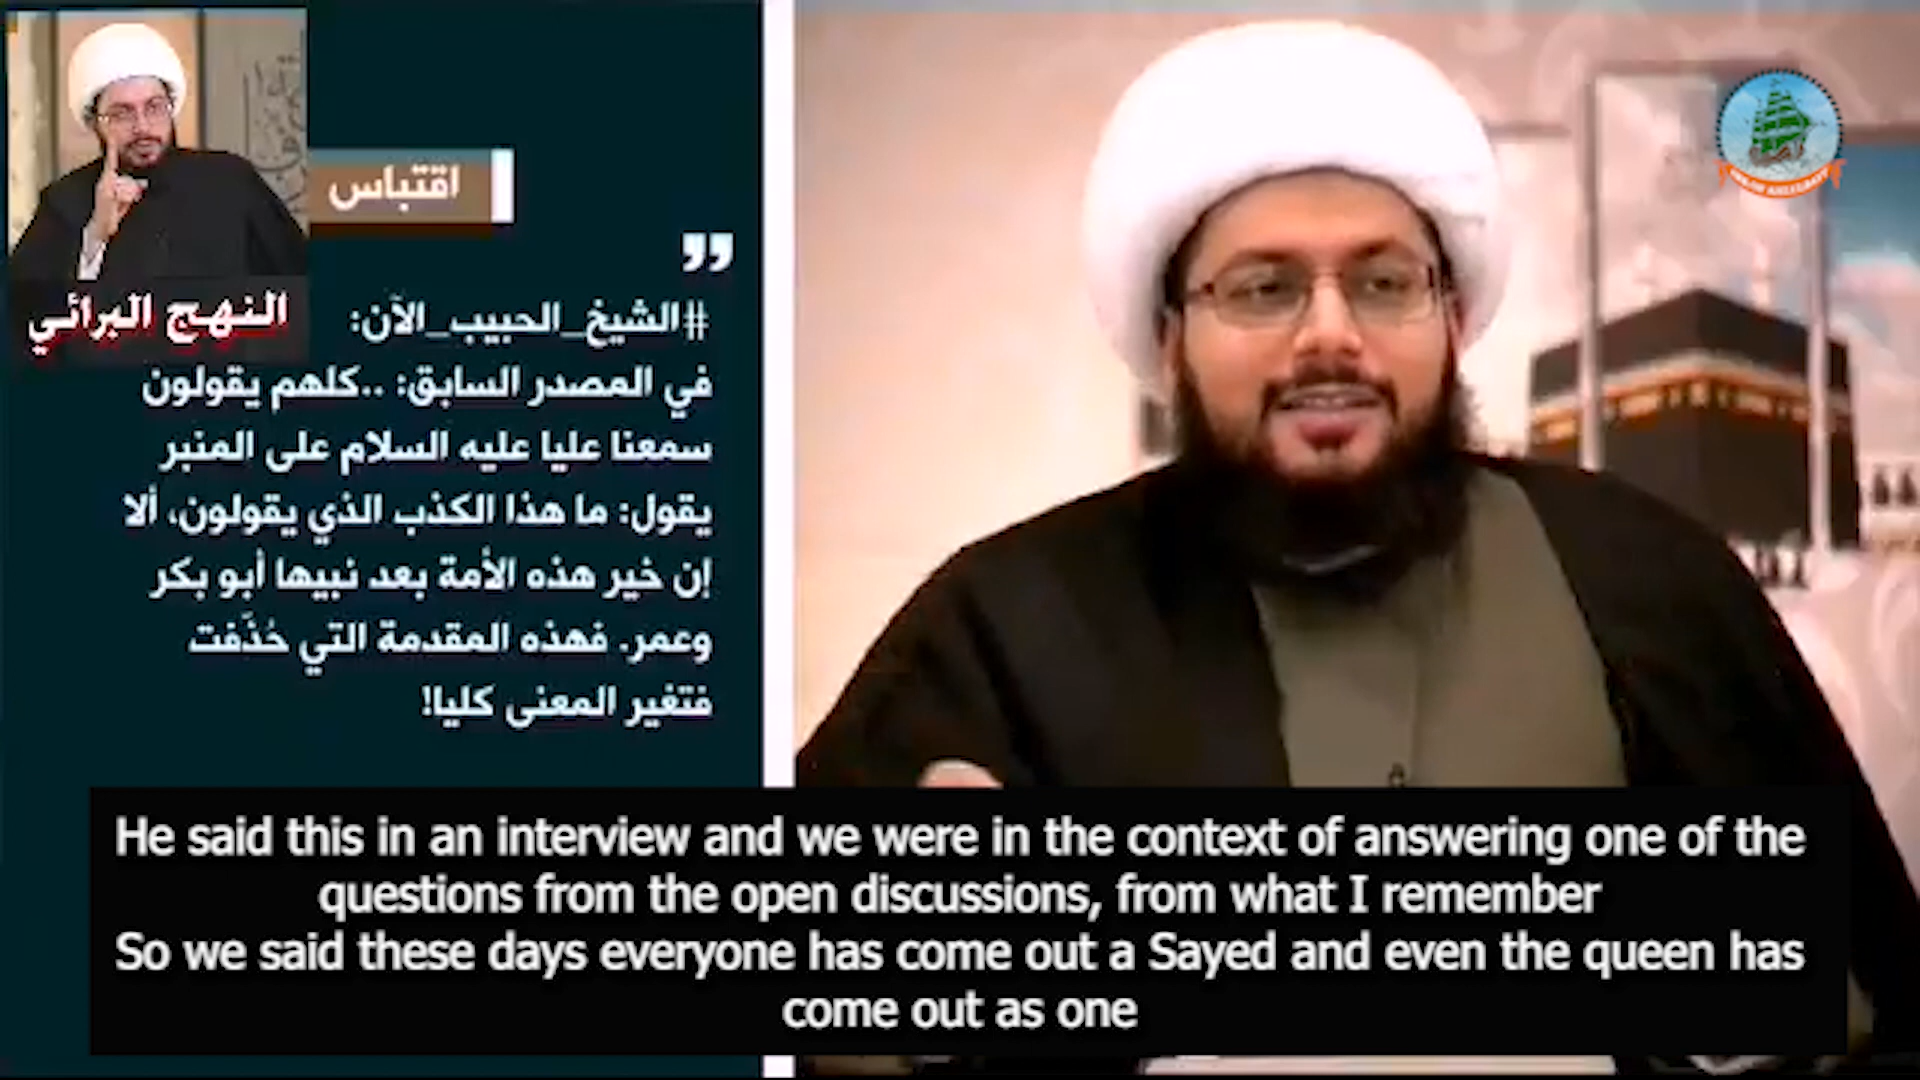 اقتباس
النهج البرائي
#الشيخ_الحبيب_الآن:
في المصدر السابق: ..كلهم يقولون
سمعنا عليا عليه السلام على المنبر
يقول: ما هذا الكذب الذي يقولون، ألا
إن خير هذه الأمة بعد نبيها أبو بكر
وعمر. فهذه المقدمة التي حُذّفت
فتغير المعنى كليا!
He said this in an interview and we were in the context of answering one of the
questions from the open discussions, from what I remember
So we said these days everyone has come out a Sayed and even the queen has
come out as one